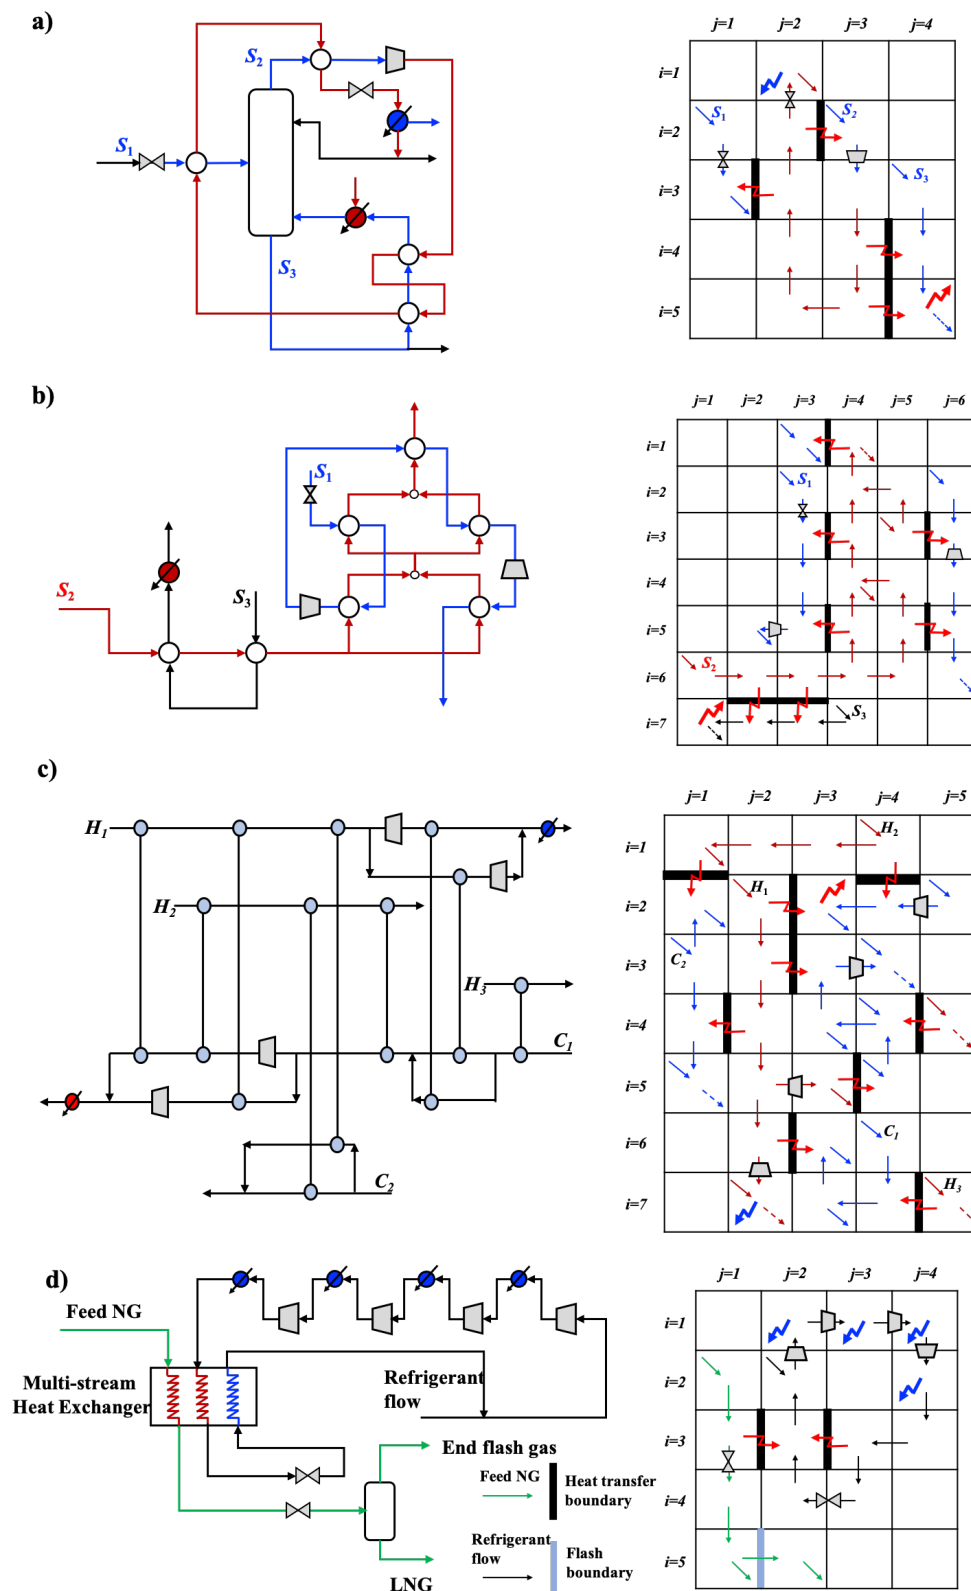 a)
S2
S1
S3
j=1 j=2 j=3 j=4
i=1
i=2
i=3
i=4
i=5
S1
S2
S3
b)
S1
S2
S3
j=1 j=2 j=3 j=4 j=5 j=6
i=1
i=2
i=3
i=4
i=5
i=6
i=7
S1
S2
S3
c)
H1
H2
H3
C1
C2
j=1 j=2 j=3 j=4 j=5
i=1
i=2
i=3
i=4
i=5
i=6
i=7
H2
H1
C2
C1
H3
d)
Feed NG
Multi-stream
Heat Exchanger
Refrigerant
flow
End flash gas
LNG
Feed NG
Heat transfer
boundary
Refrigerant
flow
Flash
boundary
j=1 j=2 j=3 j=4
i=1
i=2
i=3
i=4
i=5